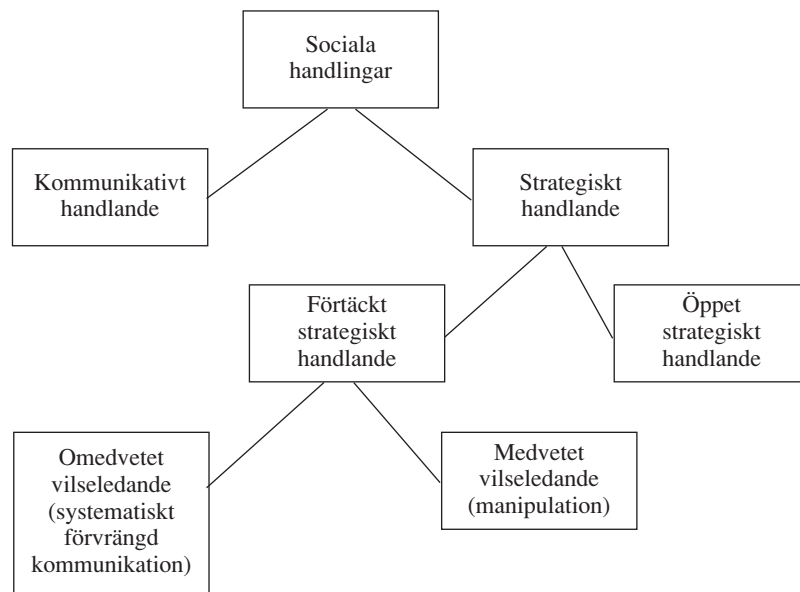 Sociala
handlingar
Kommunikativt
handlande
Strategiskt
handlande
Förtäckt
strategiskt
handlande
Öppet
strategiskt
handlande
Omedvetet
vilseledande
(systematiskt
förvrängd
kommunikation)
Medvetet
vilseledande
(manipulation)